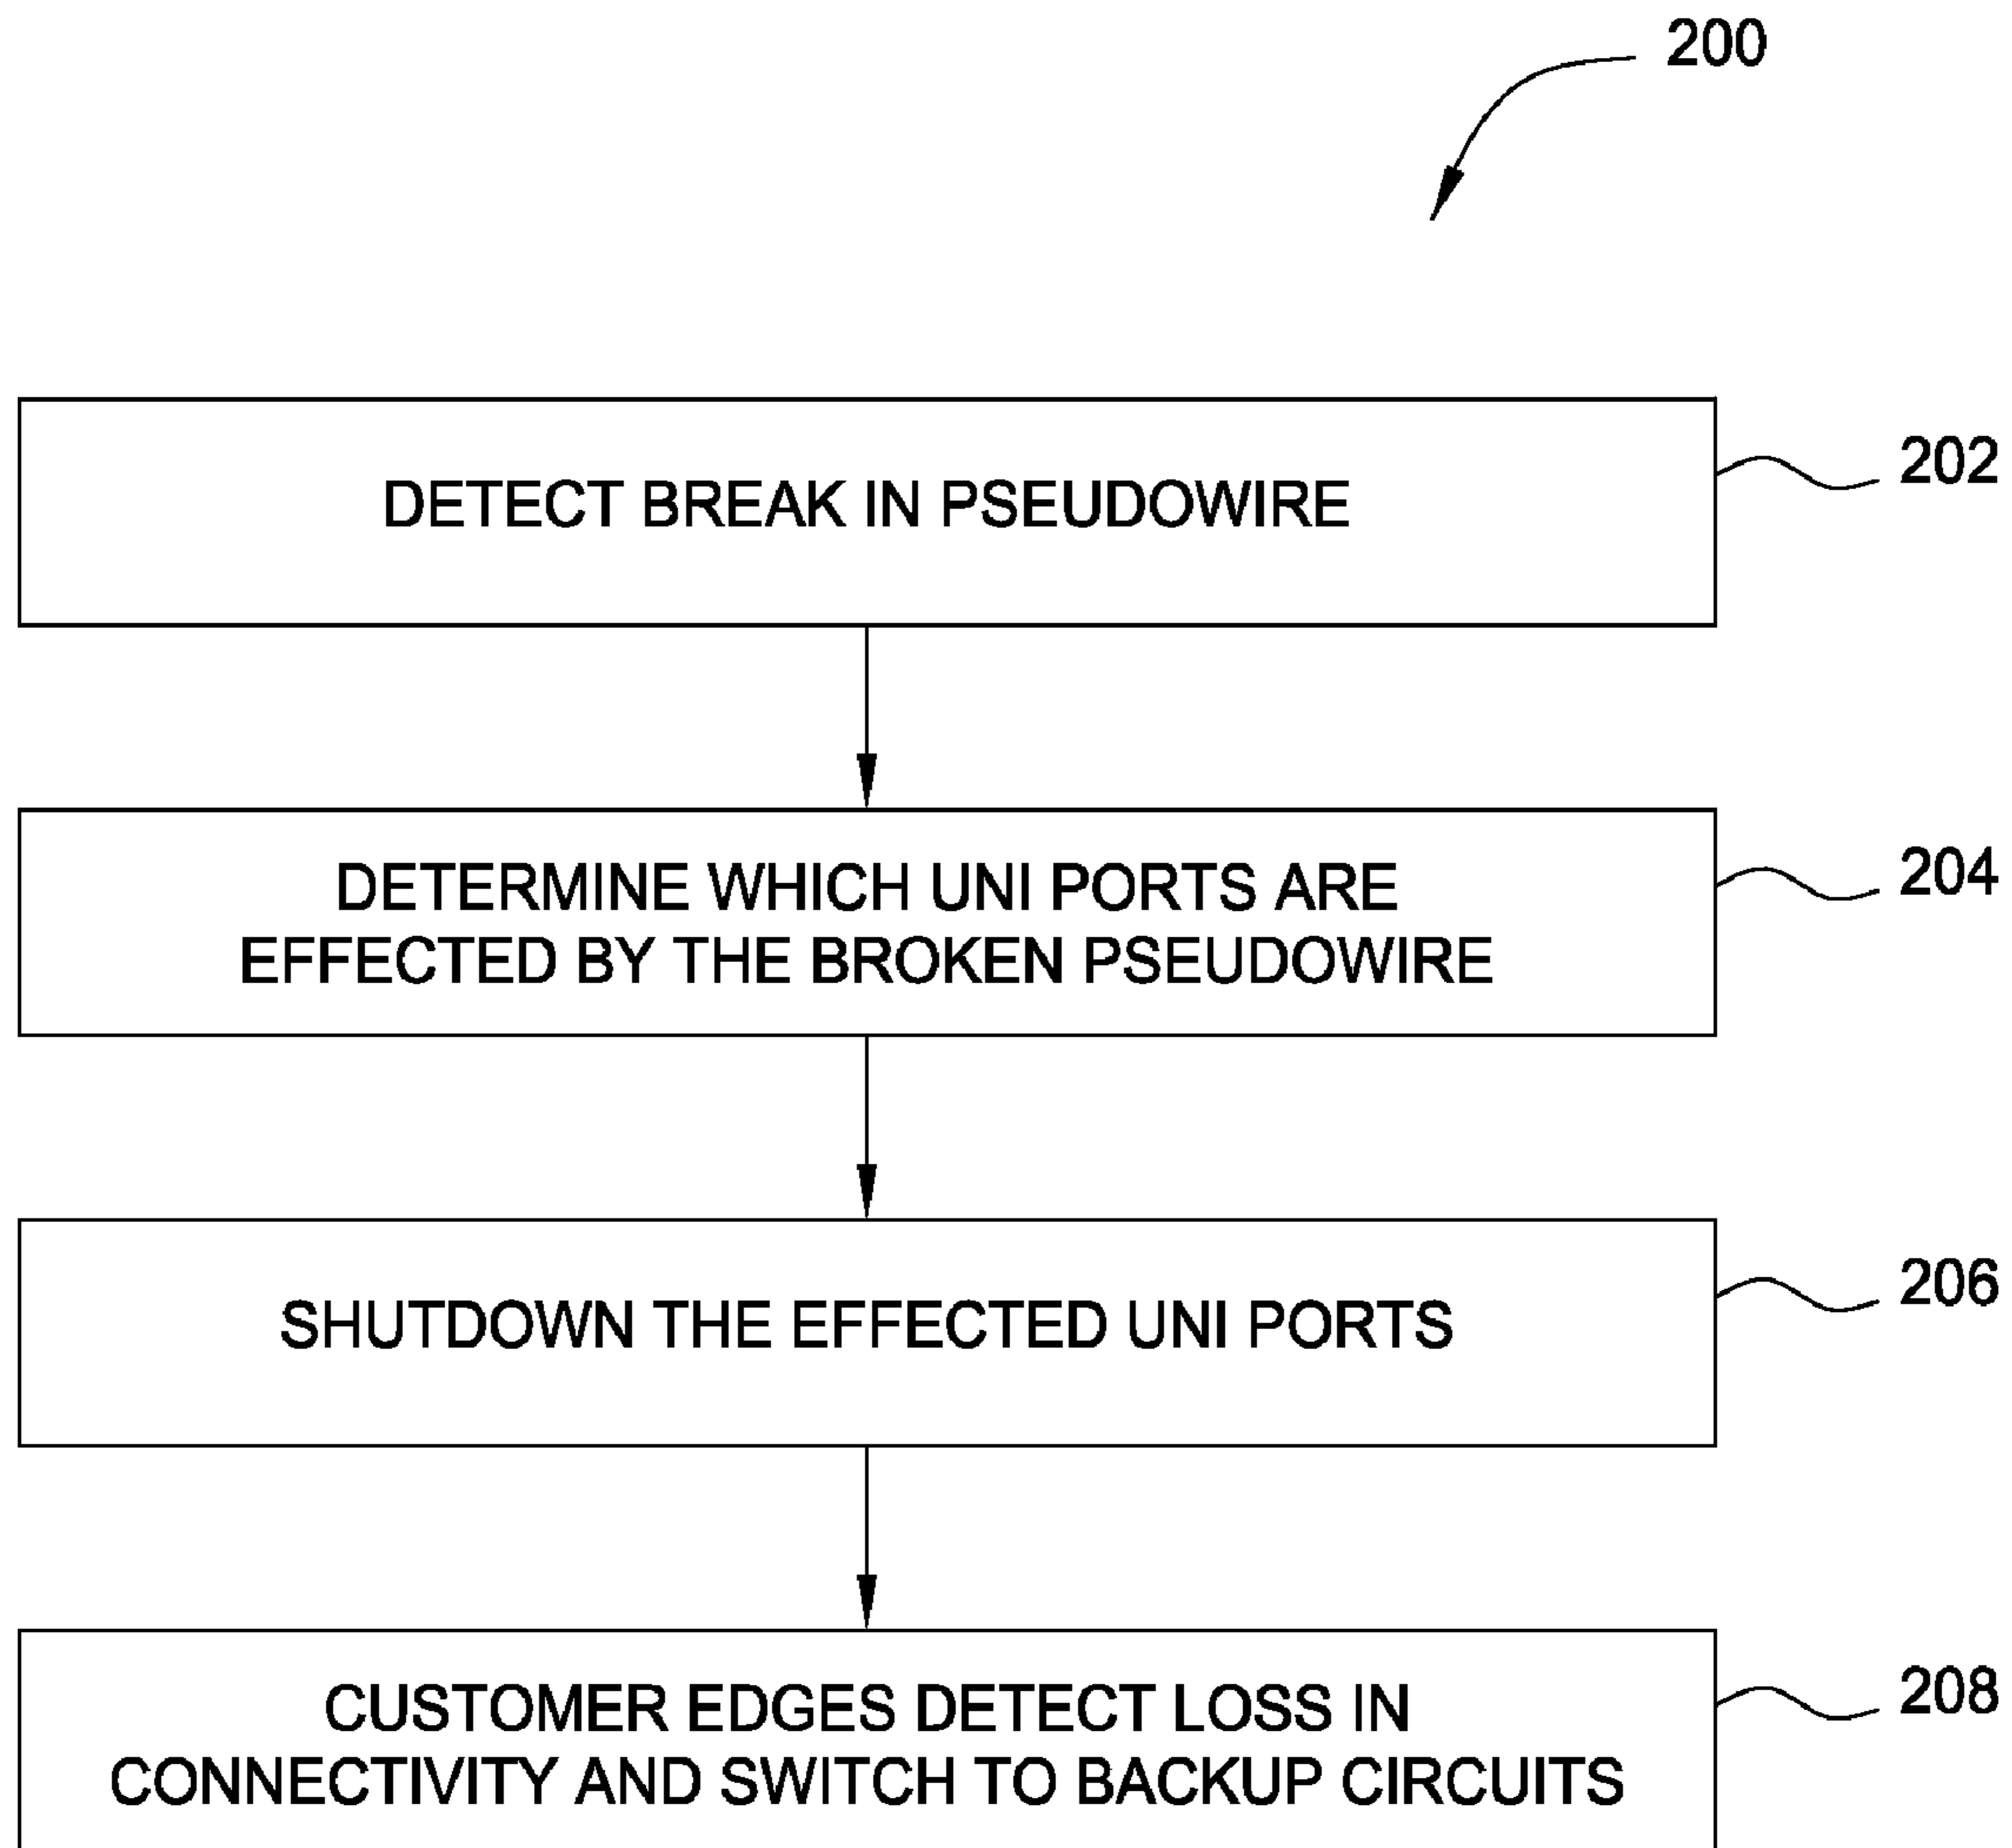 200
DETECT BREAK IN PSEUDOWIRE
202
DETERMINE WHICH UNI PORTS ARE
EFFECTED BY THE BROKEN PSEUDOWIRE
204
SHUTDOWN THE EFFECTED UNI PORTS
206
CUSTOMER EDGES DETECT LOSS IN
CONNECTIVITY AND SWITCH TO BACKUP CIRCUITS
208